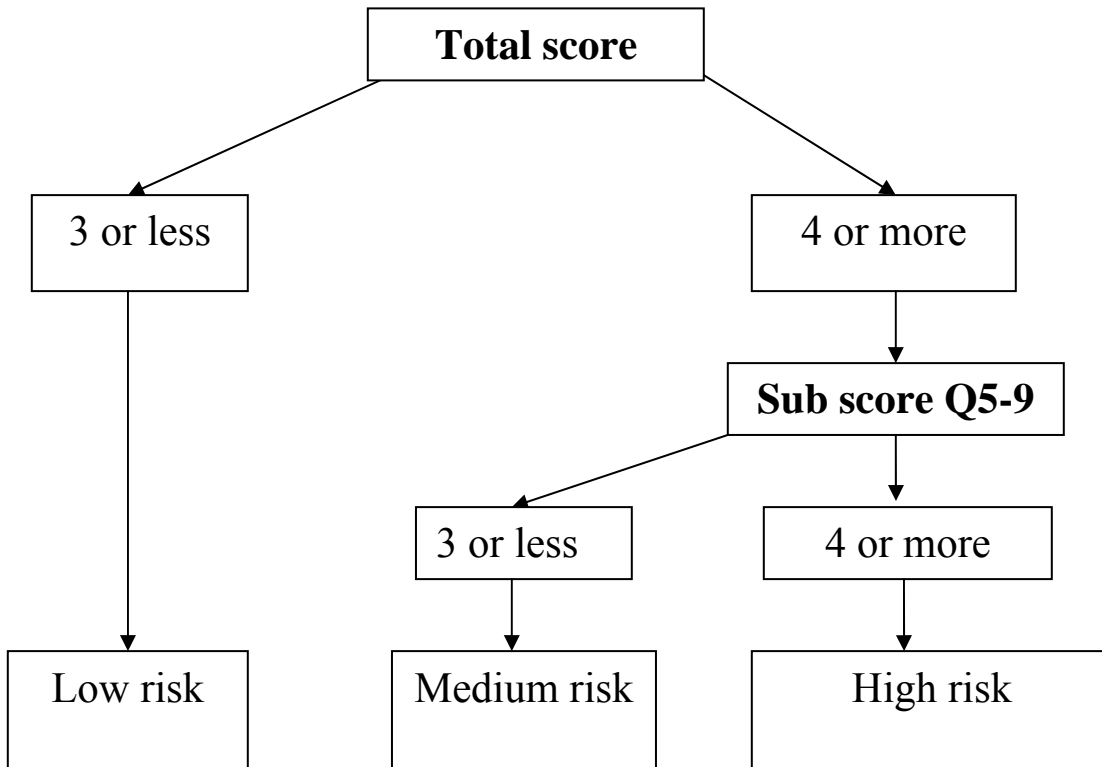 Total score
3 or less
4 or more
Sub score Q5-9
3 or less
4 or more
Low risk
Medium risk
High risk